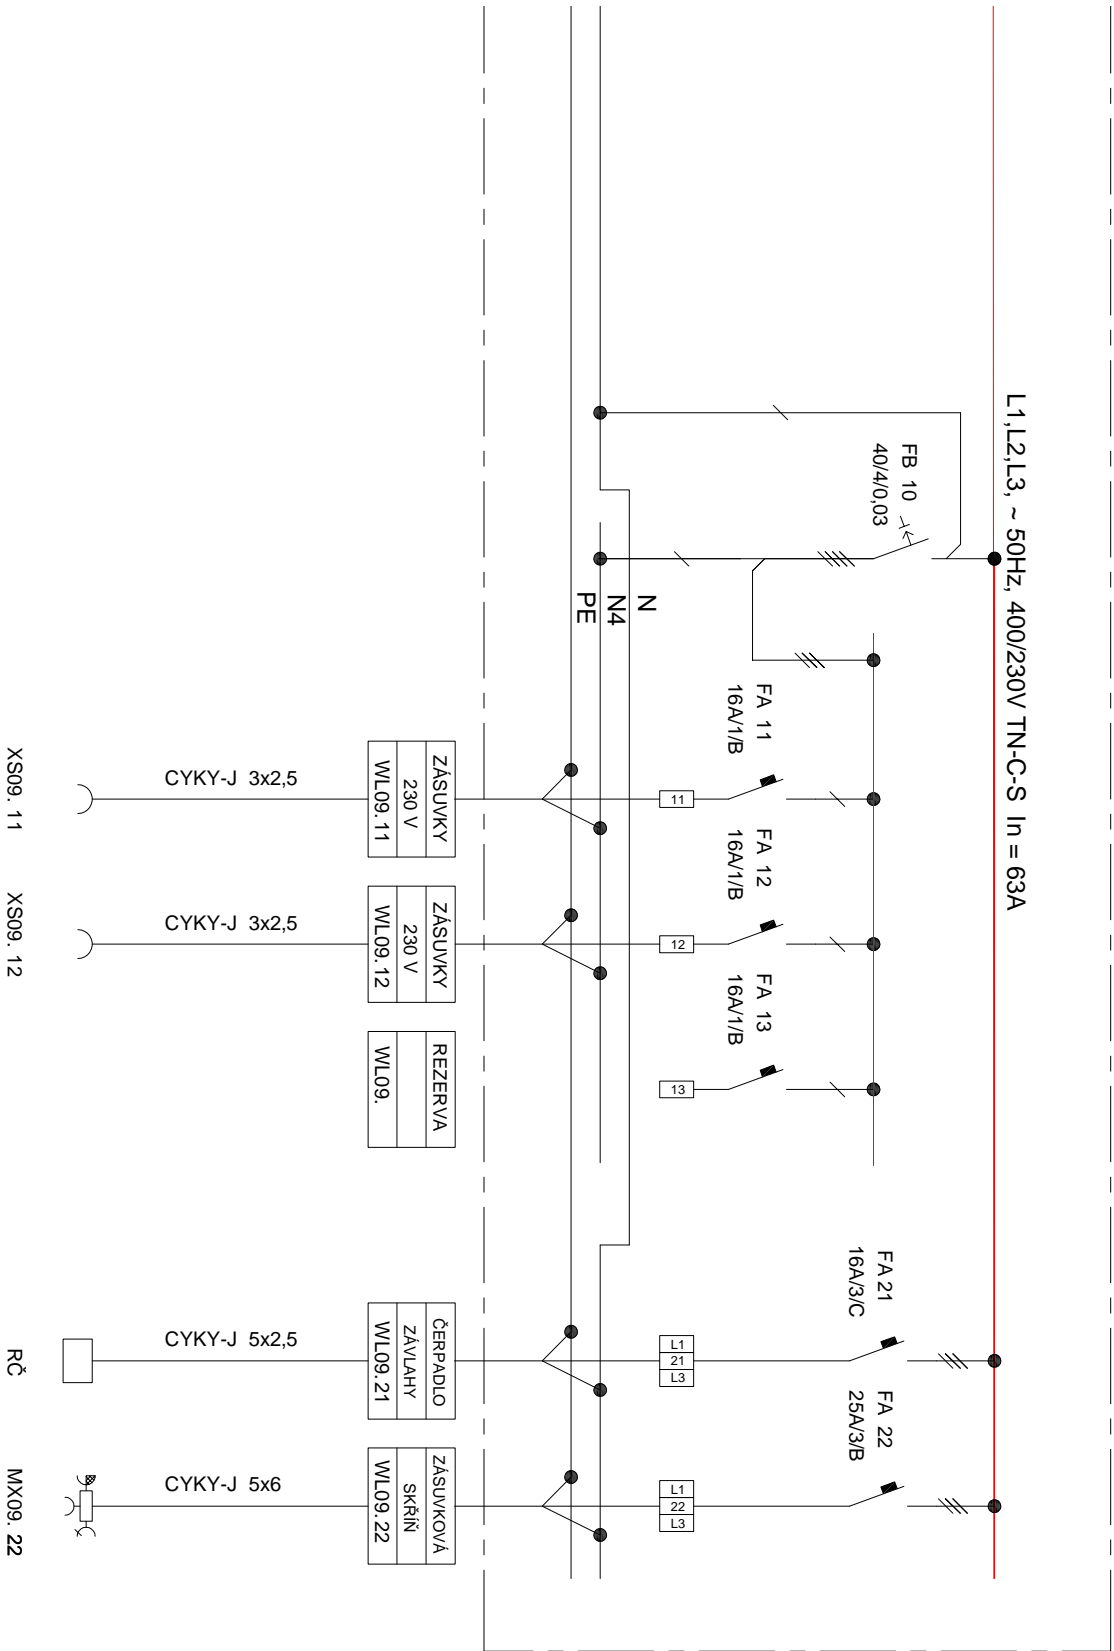 L1,L2,L3, ~ 50Hz, 400/230V TN-C-S In = 63A
FB 10
40/4/0,03
N
N4
PE
FA 11
16A/1/B
FA 12
16A/1/B
FA 13
16A/1/B
FA 21
16A/3/C
FA 22
25A/3/B
11
12
13
L1
21
L3
L1
22
L3
ZÁSUVKY
230 V
WL09.11
ZÁSUVKY
230 V
WL09.12
REZERVA
WL09.
ČERPADLO
ZÁVLAHY
WL09.21
ZÁSUVKOVÁ
SKŘÍŇ
WL09.22
CYKY-J 3x2,5
CYKY-J 3x2,5
CYKY-J 5x2,5
CYKY-J 5x6
XS09. 11
XS09. 12
RČ
MX09. 22